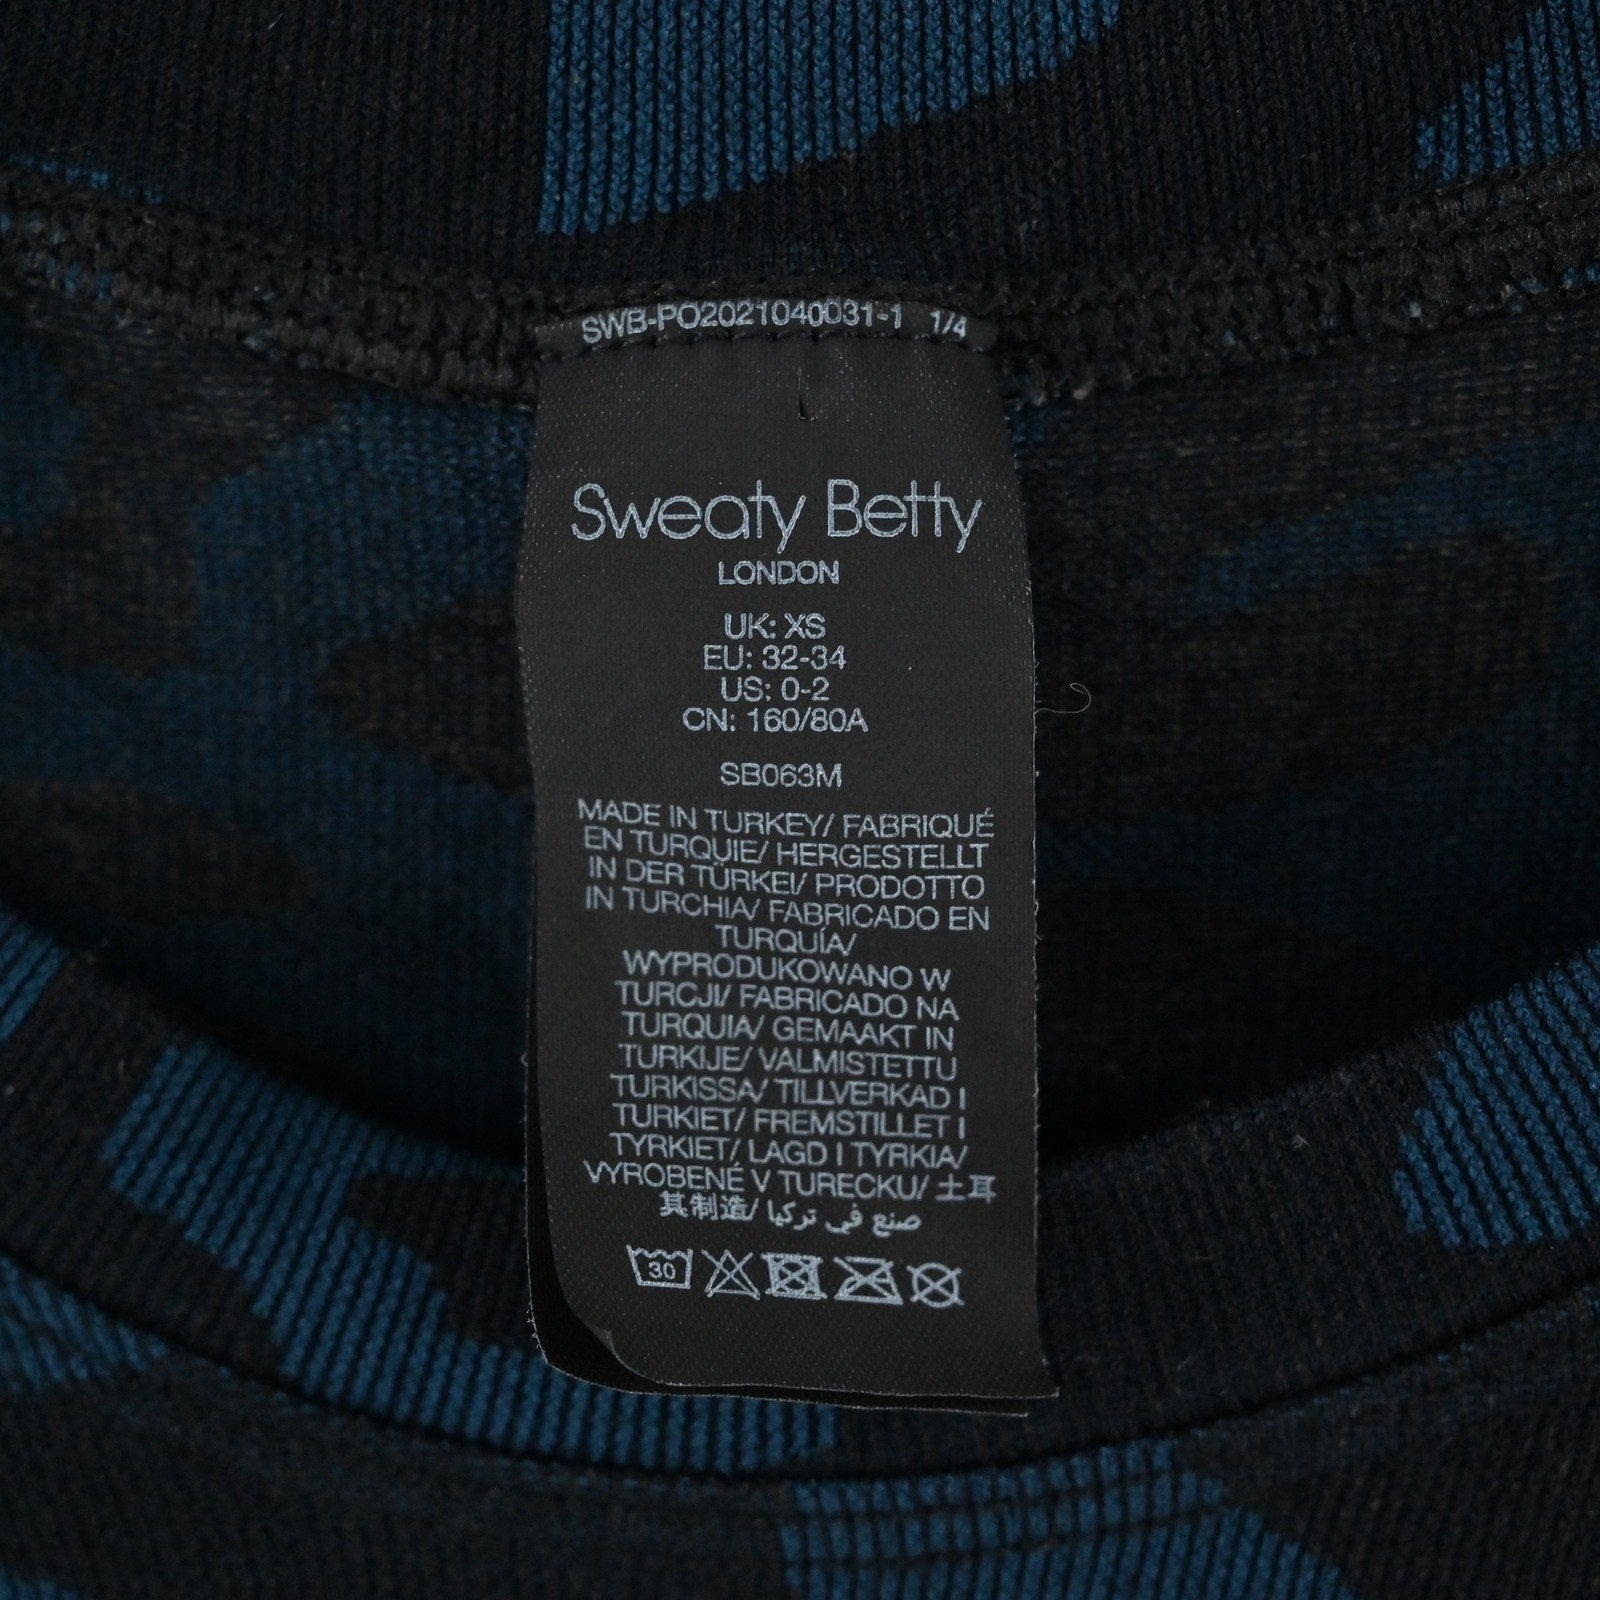 SWB-PO2021040031-1 1/4
Sweaty Betty
LONDON
UK: XS
EU: 32-34
US: 0-2
CN: 160/80A
SB063M
MADE IN TURKEY/ FABRIQUÉ
EN TURQUIE/ HERGESTELLT
IN DER TÜRKEI/ PRODOTTO
IN TURCHIA/ FABRICADO EN
TURQUÍA/
WYPRODUKOWANO W
TURCJI/ FABRICADO NA
TURQUIA/ GEMAAKT IN
TURKIJE/ VALMISTETTU
TURKISSA/ TILLVERKAD I
TURKIET/ FREMSTILLET I
TYRKIET/ LAGD I TYRKIA/
VYROBENÉ V TURECKU/ 土耳
其制造/ صنع في تركيا
30